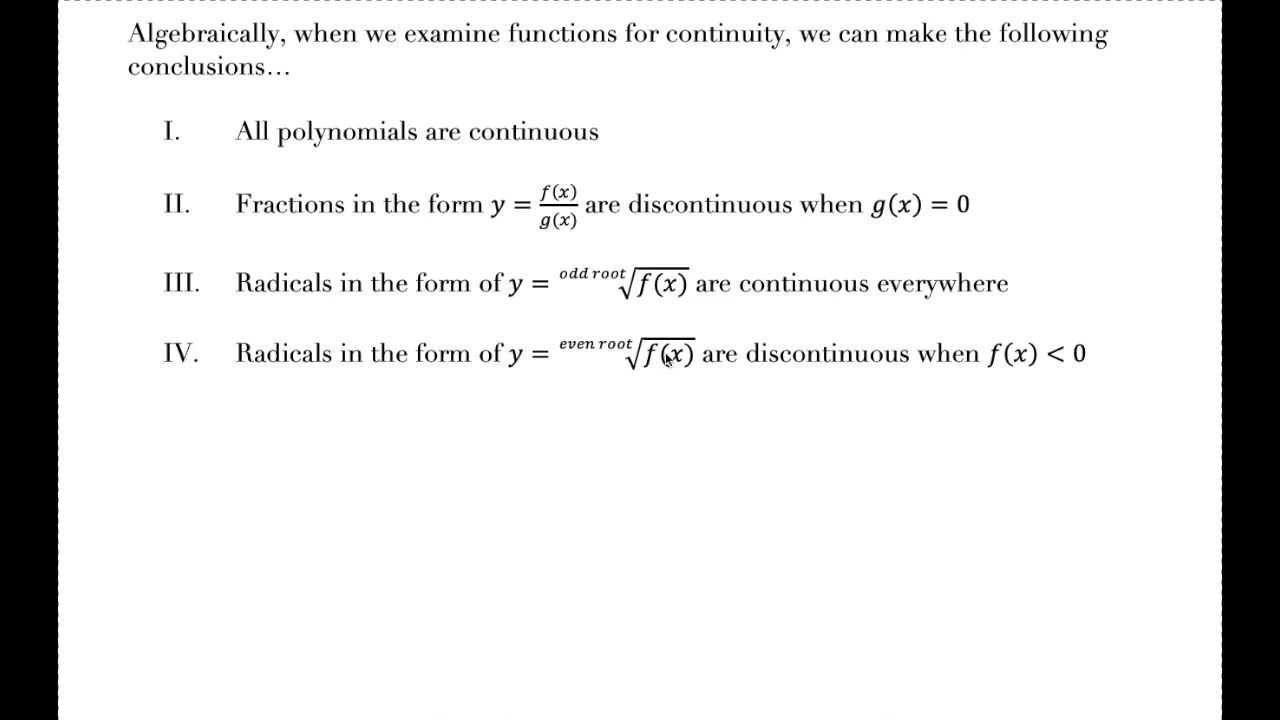 Algebraically, when we examine functions for continuity, we can make the following
conclusions…
I. All polynomials are continuous
II. Fractions in the form y = f(x)/g(x) are discontinuous when g(x) = 0
III. Radicals in the form of y = odd root√f(x) are continuous everywhere
IV. Radicals in the form of y = even root√f(x) are discontinuous when f(x) < 0